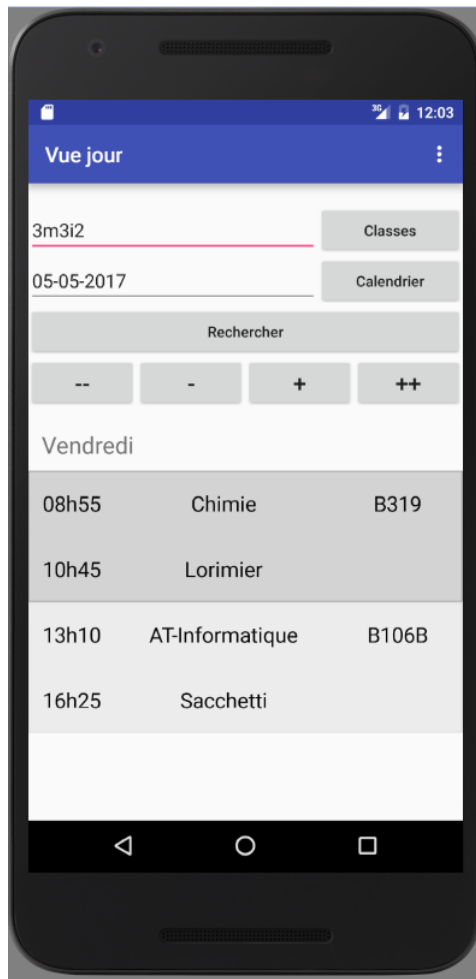 3G 12:03
Vue jour
3m3i2 Classes
05-05-2017 Calendrier
Rechercher
-- - + ++
Vendredi
08h55 Chimie B319
10h45 Lorimier
13h10 AT-Informatique B106B
16h25 Sacchetti